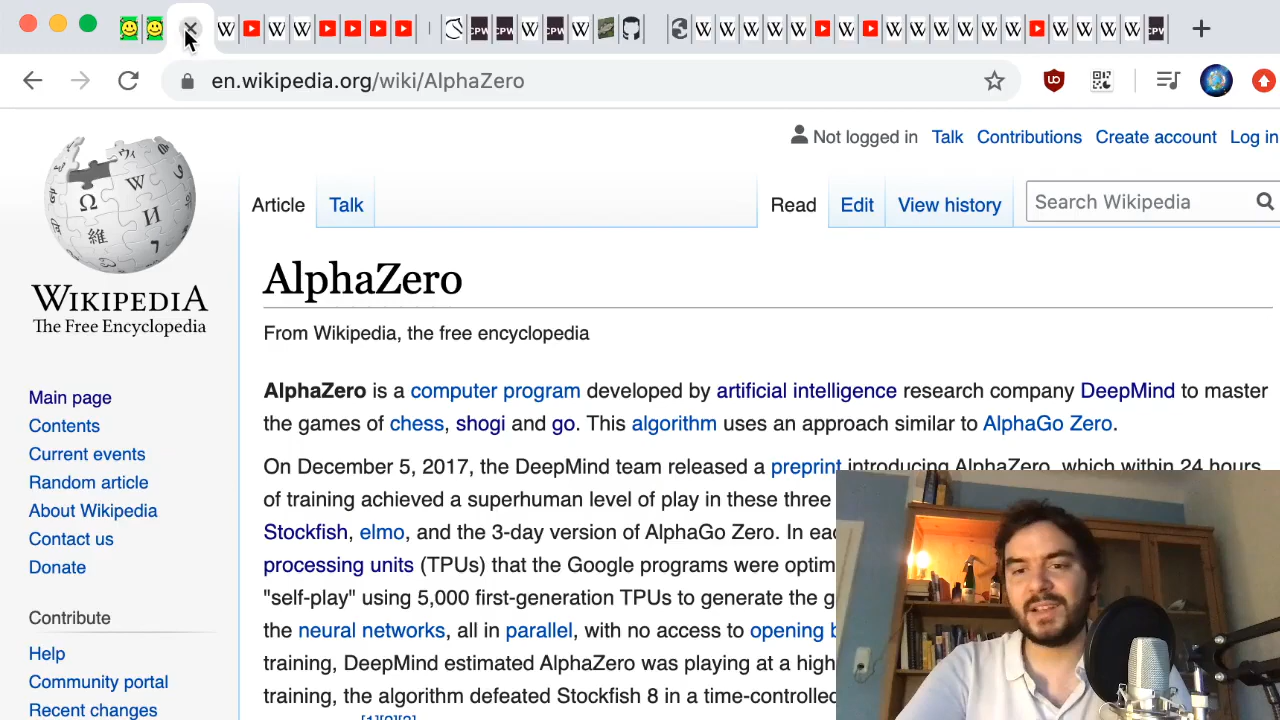 en.wikipedia.org/wiki/AlphaZero
Not logged in Talk Contributions Create account Log in
Article Talk Read Edit View history Search Wikipedia
WIKIPEDIA
The Free Encyclopedia
AlphaZero
From Wikipedia, the free encyclopedia
AlphaZero is a computer program developed by artificial intelligence research company DeepMind to master
the games of chess, shogi and go. This algorithm uses an approach similar to AlphaGo Zero.
On December 5, 2017, the DeepMind team released a preprint introducing AlphaZero, which within 24 hours
of training achieved a superhuman level of play in these three
Stockfish, elmo, and the 3-day version of AlphaGo Zero. In
processing units (TPUs) that the Google programs were
"self-play" using 5,000 first-generation TPUs to generate the
the neural networks, all in parallel, with no access to opening
training, DeepMind estimated AlphaZero was playing at a
training, the algorithm defeated Stockfish 8 in a time-controlled
[1][2][3]
Main page
Contents
Current events
Random article
About Wikipedia
Contact us
Donate
Contribute
Help
Community portal
Recent changes